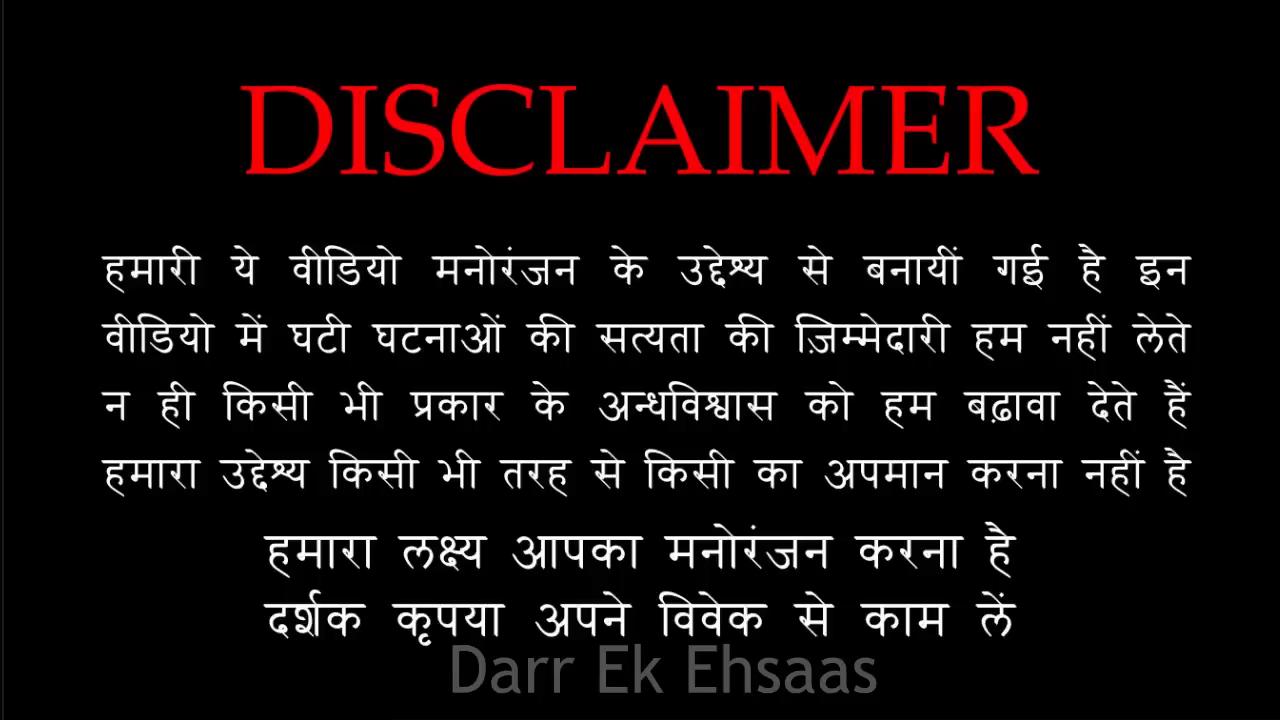 DISCLAIMER
हमारी ये वीडियो मनोरंजन के उद्देश्य से बनायीं गई है इन
वीडियो में घटी घटनाओं की सत्यता की ज़िम्मेदारी हम नहीं लेते
न ही किसी भी प्रकार के अन्धविश्वास को हम बढ़ावा देते हैं
हमारा उद्देश्य किसी भी तरह से किसी का अपमान करना नहीं है
हमारा लक्ष्य आपका मनोरंजन करना है
दर्शक कृपया अपने विवेक से काम लें
Darr Ek Ehsaas